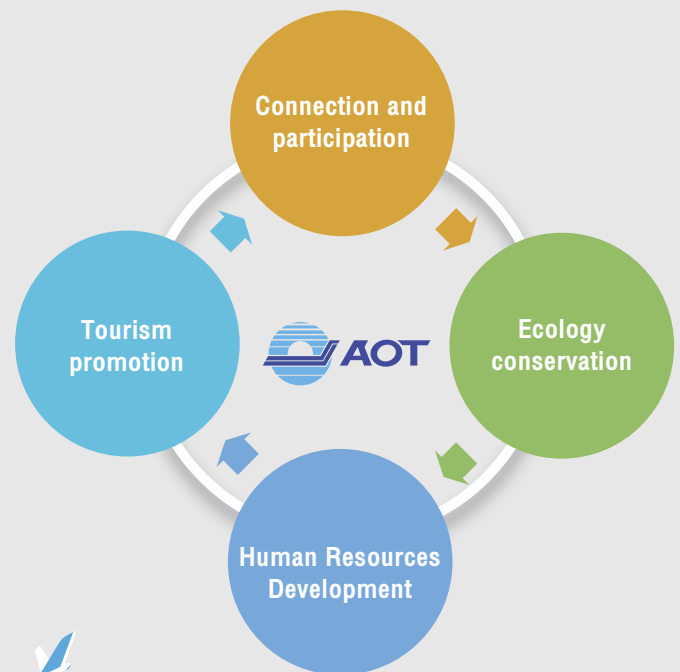 Connection and
participation
Tourism
promotion
AOT
Ecology
conservation
Human Resources
Development